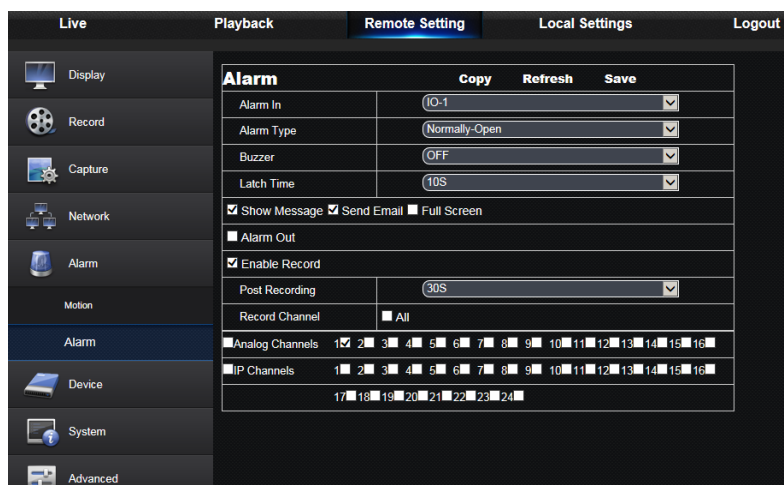 Live Playback Remote Setting Local Settings Logout
Display
Record
Capture
Network
Alarm
Motion
Alarm
Device
System
Advanced
Alarm Copy Refresh Save
Alarm In IO-1
Alarm Type Normally-Open
Buzzer OFF
Latch Time 10S
Show Message Send Email Full Screen
Alarm Out
Enable Record
Post Recording 30S
Record Channel All
Analog Channels 1 2 3 4 5 6 7 8 9 10 11 12 13 14 15 16
IP Channels 1 2 3 4 5 6 7 8 9 10 11 12 13 14 15 16
17 18 19 20 21 22 23 24